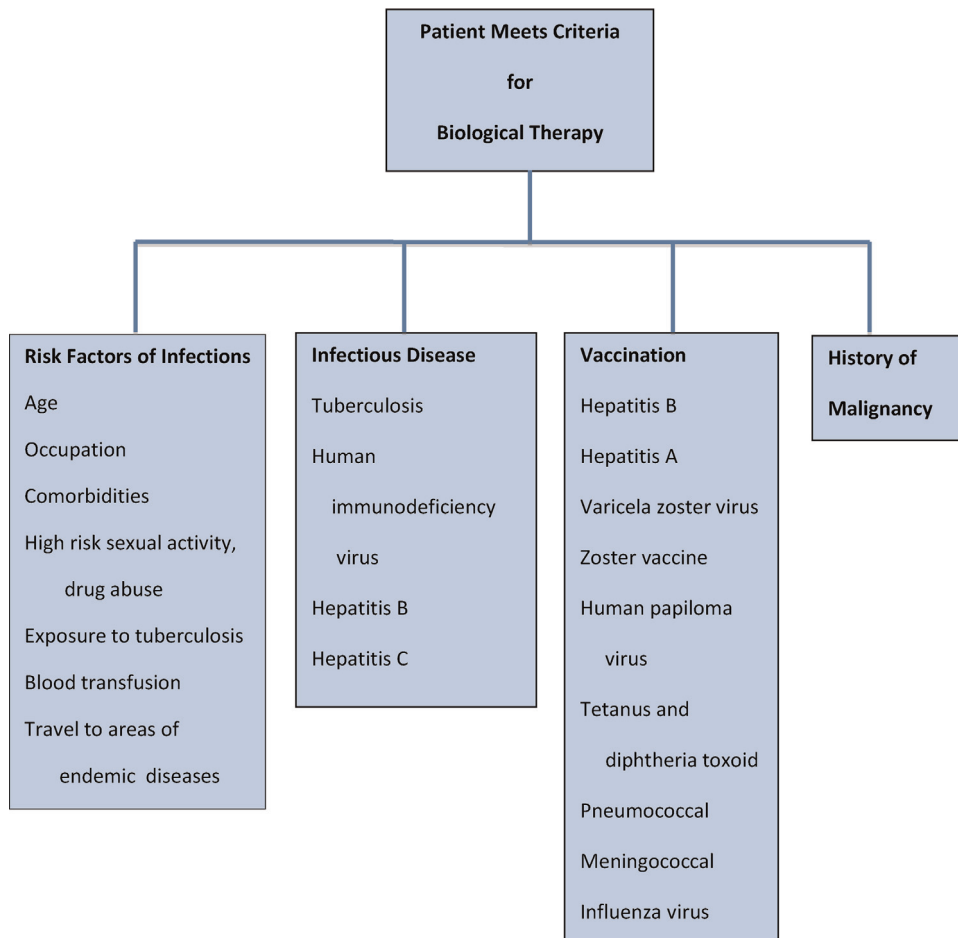 Patient Meets Criteria
for
Biological Therapy
Risk Factors of Infections
Age
Occupation
Comorbidities
High risk sexual activity,
drug abuse
Exposure to tuberculosis
Blood transfusion
Travel to areas of
endemic diseases
Infectious Disease
Tuberculosis
Human
immunodeficiency
virus
Hepatitis B
Hepatitis C
Vaccination
Hepatitis B
Hepatitis A
Varicela zoster virus
Zoster vaccine
Human papiloma
virus
Tetanus and
diphtheria toxoid
Pneumococcal
Meningococcal
Influenza virus
History of
Malignancy